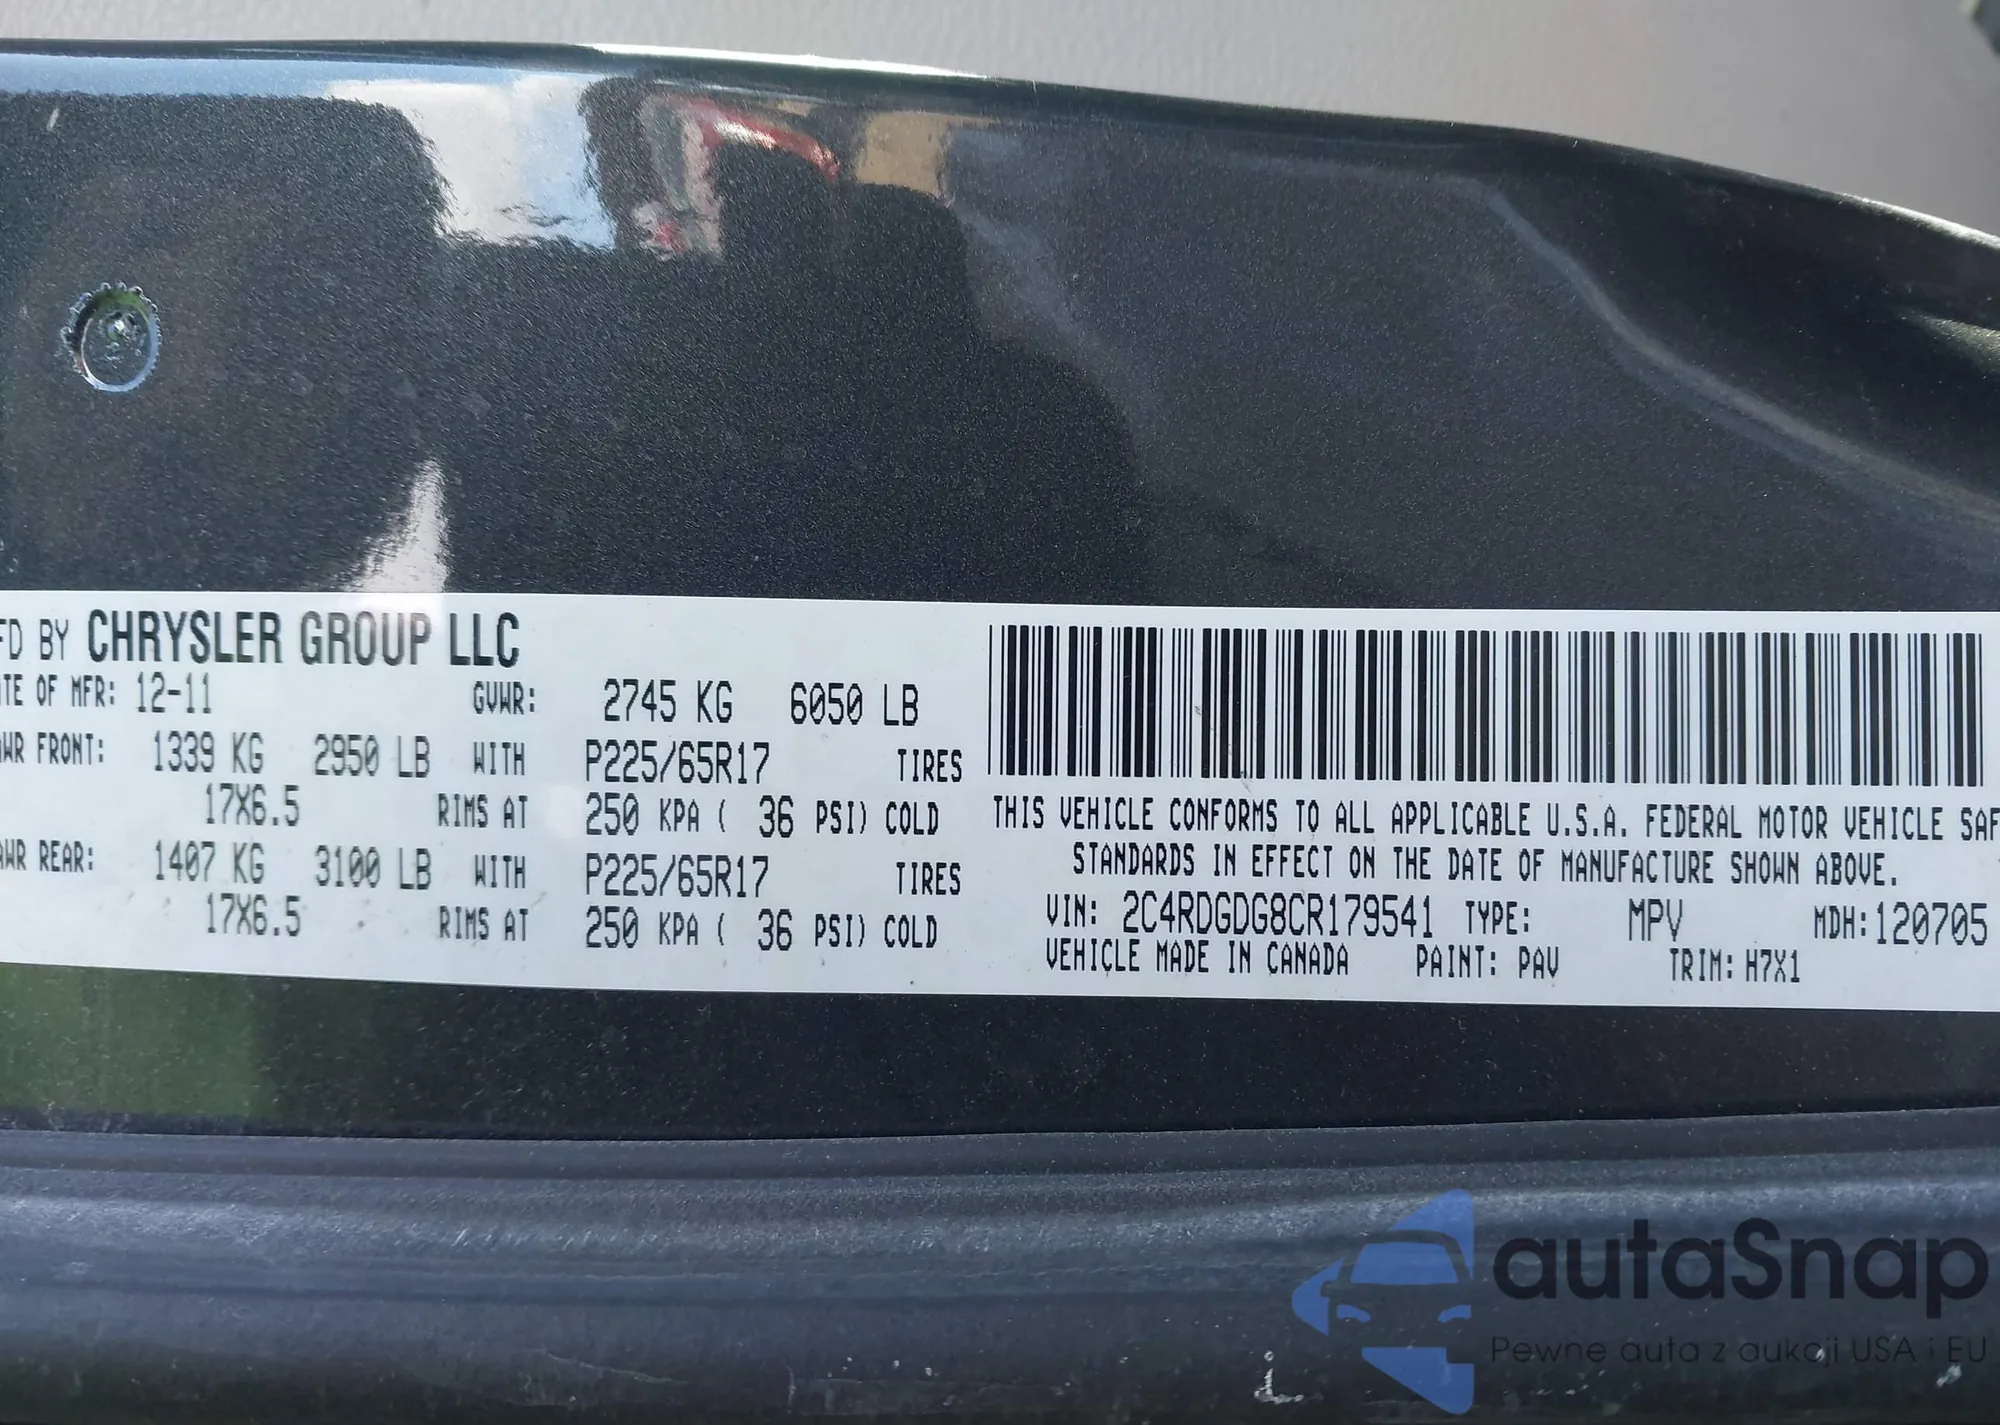 FD BY CHRYSLER GROUP LLC
TE OF MFR: 12-11 GVWR: 2745 KG 6050 LB
WR FRONT: 1339 KG 2950 LB WITH P225/65R17 TIRES
17X6.5 RIMS AT 250 KPA ( 36 PSI) COLD
WR REAR: 1407 KG 3100 LB WITH P225/65R17 TIRES
17X6.5 RIMS AT 250 KPA ( 36 PSI) COLD
THIS VEHICLE CONFORMS TO ALL APPLICABLE U.S.A. FEDERAL MOTOR VEHICLE SAF
STANDARDS IN EFFECT ON THE DATE OF MANUFACTURE SHOWN ABOVE.
VIN: 2C4RDGDG8CR179541 TYPE: MPV MDH:120705
VEHICLE MADE IN CANADA PAINT: PAV TRIM: H7X1
autaSnap
Pewne auta z aukcji USA i EU